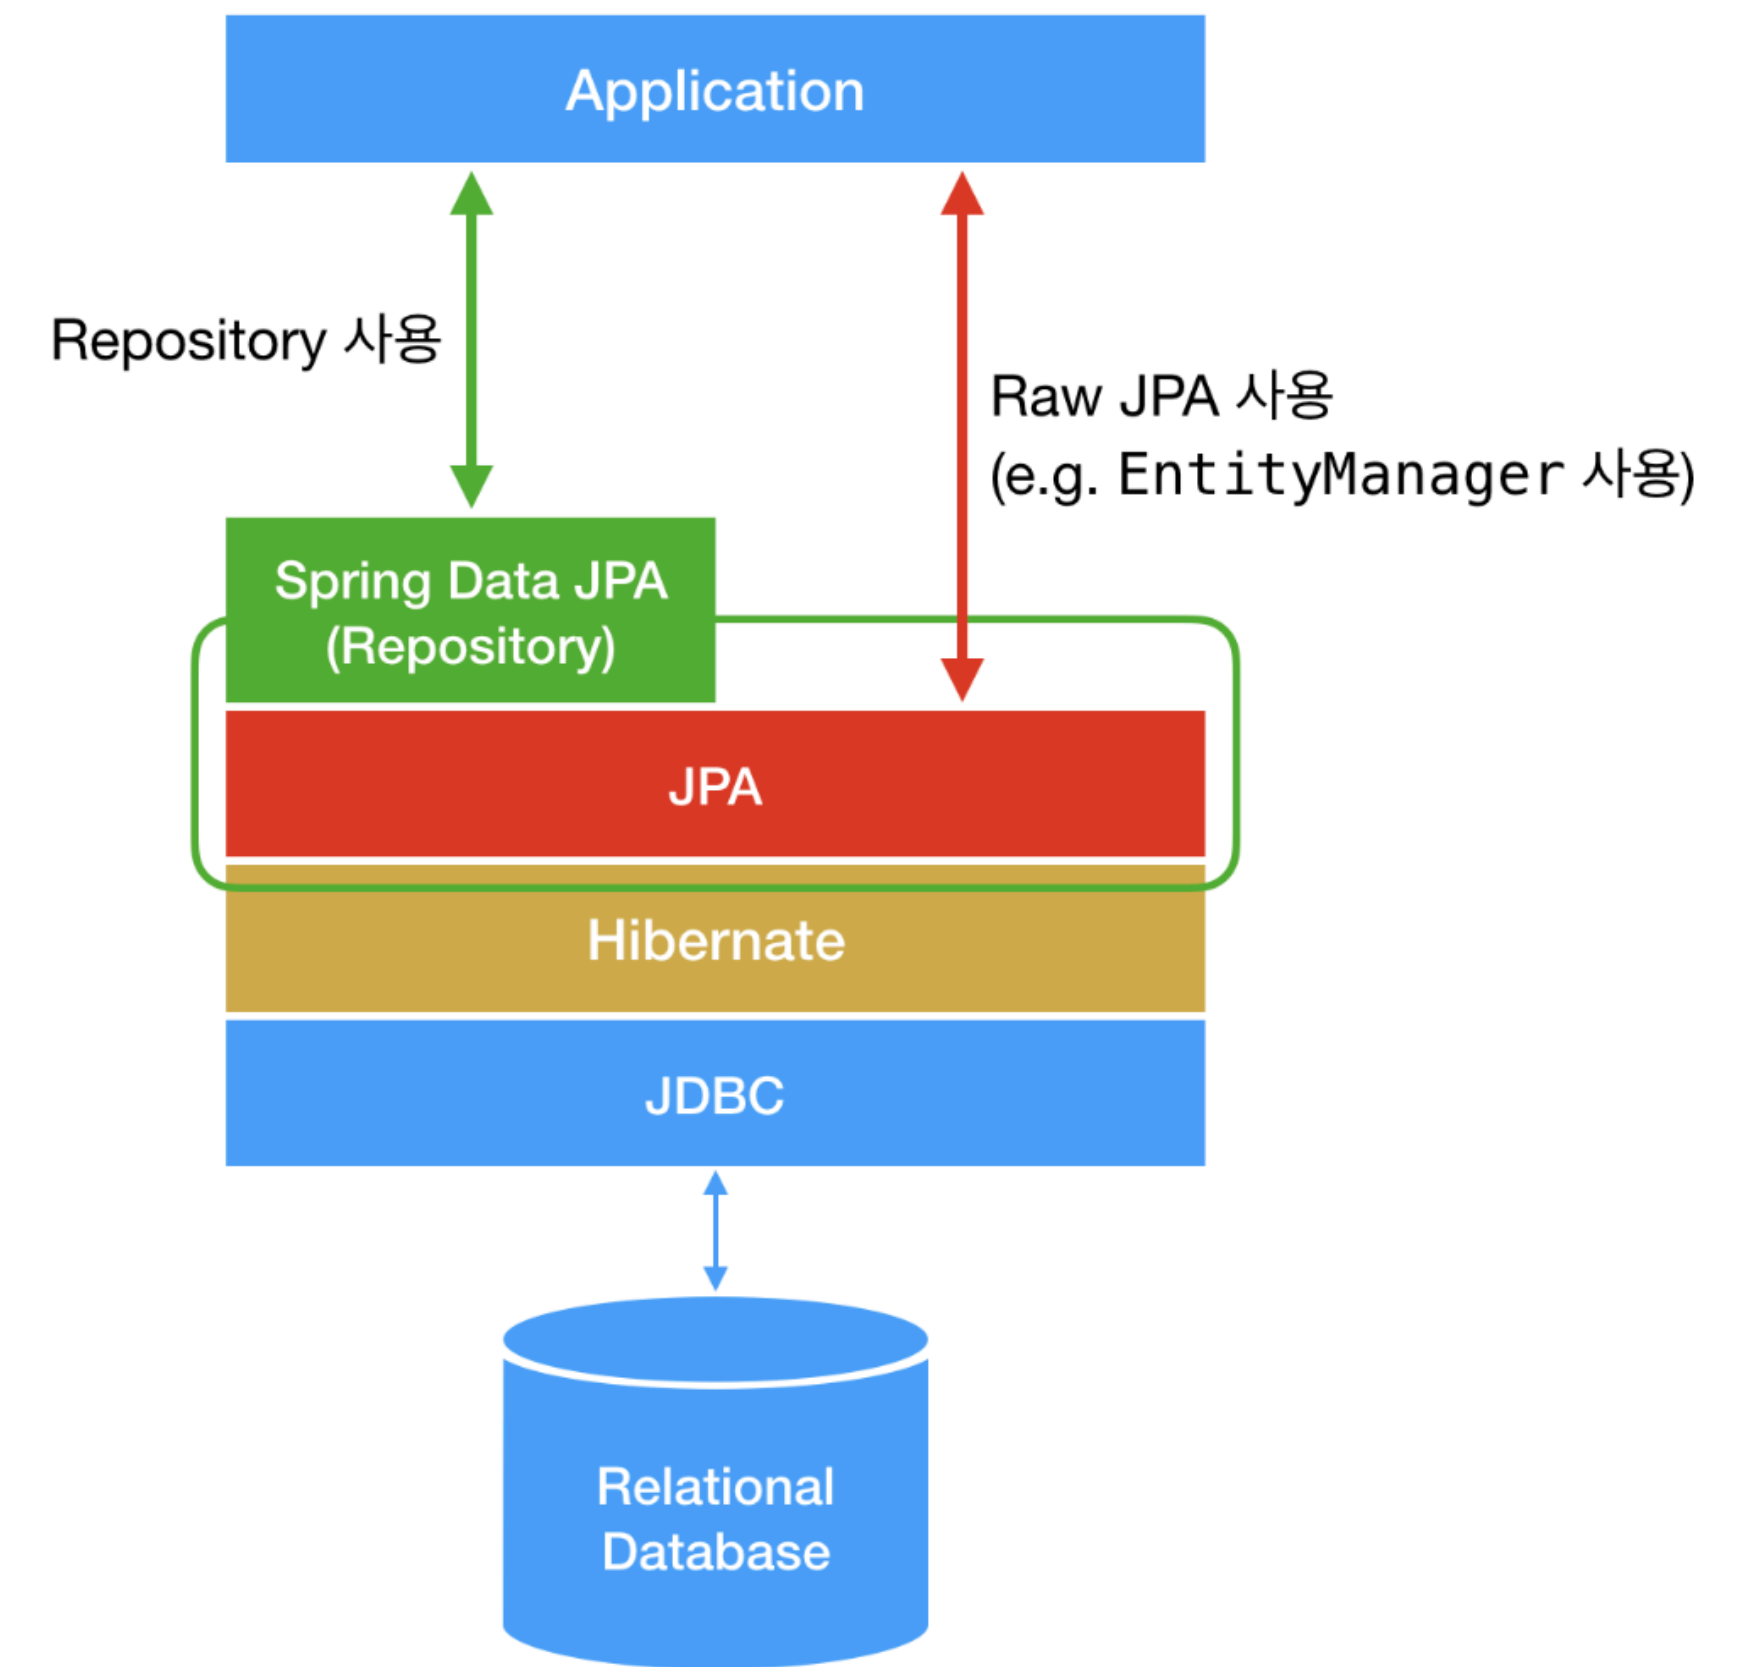 Application
Repository 사용
Raw JPA 사용
(e.g. EntityManager 사용)
Spring Data JPA
(Repository)
JPA
Hibernate
JDBC
Relational
Database